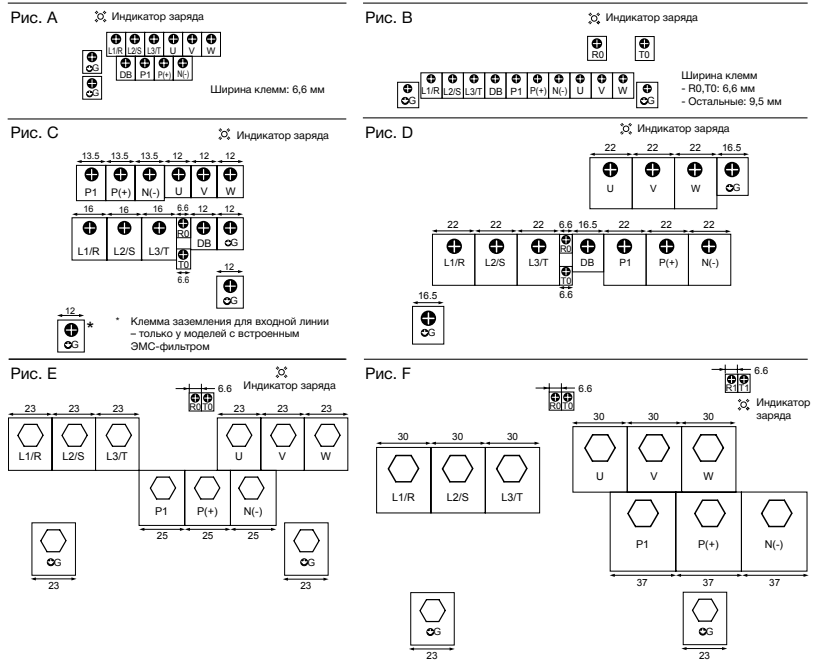 Рис. A
Индикатор заряда
L1/R L2/S L3/T U V W
G
DB P1 P(+) N(-)
G
Ширина клемм: 6,6 мм
Рис. B
Индикатор заряда
R0 T0
G L1/R L2/S L3/T DB P1 P(+) N(-) U V W G
Ширина клемм
- R0,T0: 6,6 мм
- Остальные: 9,5 мм
Рис. C
Индикатор заряда
13.5 13.5 13.5 12 12 12
P1 P(+) N(-) U V W
16 16 16 6.6 12 12
L1/R L2/S L3/T R0 DB G
T0
6.6
12
G
12
G
*
* Клемма заземления для входной линии
– только у моделей с встроенным
ЭМС-фильтром
Рис. D
Индикатор заряда
22 22 22 16.5
U V W G
22 22 22 6.6 16.5 22 22 22
L1/R L2/S L3/T R0 DB P1 P(+) N(-)
T0
6.6
16.5
G
Рис. E
Индикатор заряда
6.6
R0 T0
23 23 23 23 23 23
L1/R L2/S L3/T U V W
P1 P(+) N(-)
25 25 25
G G
23 23
Рис. F
6.6
R1 T1
Индикатор
заряда
6.6
R0 T0
30 30 30
U V W
30 30 30
L1/R L2/S L3/T
P1 P(+) N(-)
37 37 37
G G
23 23